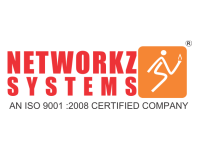 NETWORKZ
SYSTEMS
®
AN ISO 9001 :2008 CERTIFIED COMPANY